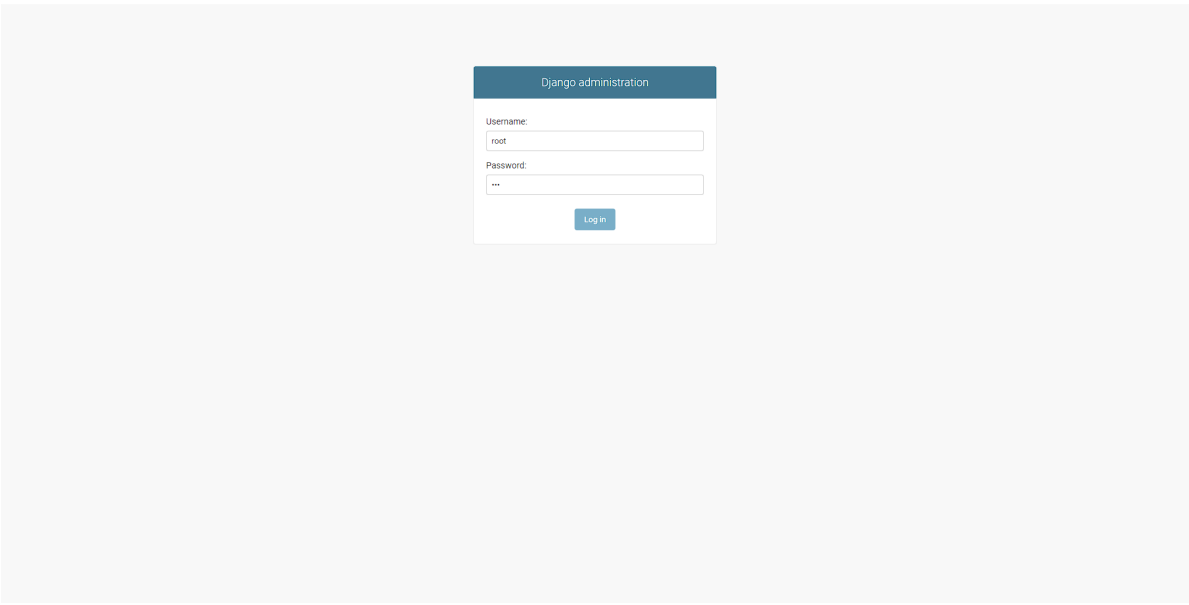 Django administration
Username:
root
Password:
•••
Log in